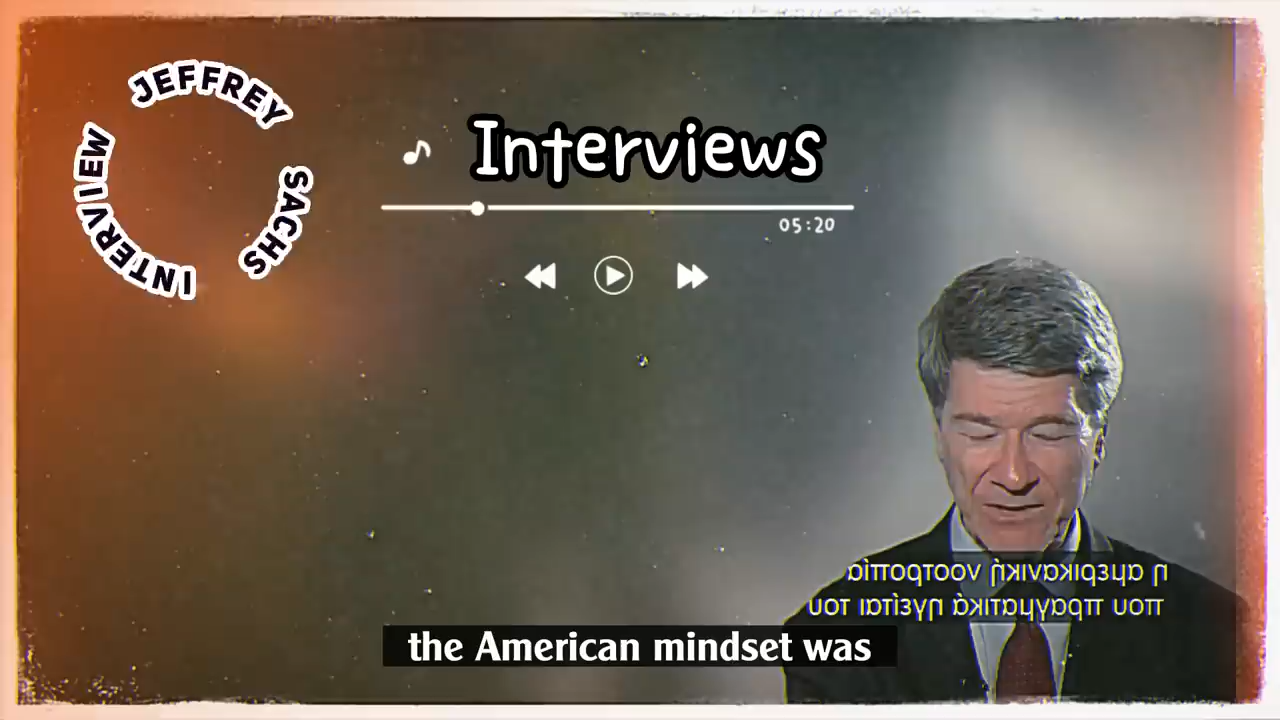 JEFFREY SACHS INTERVIEW
Interviews
05:20
η αμερικανική νοοτροπία
που πραγματικά ηγείται του
the American mindset was